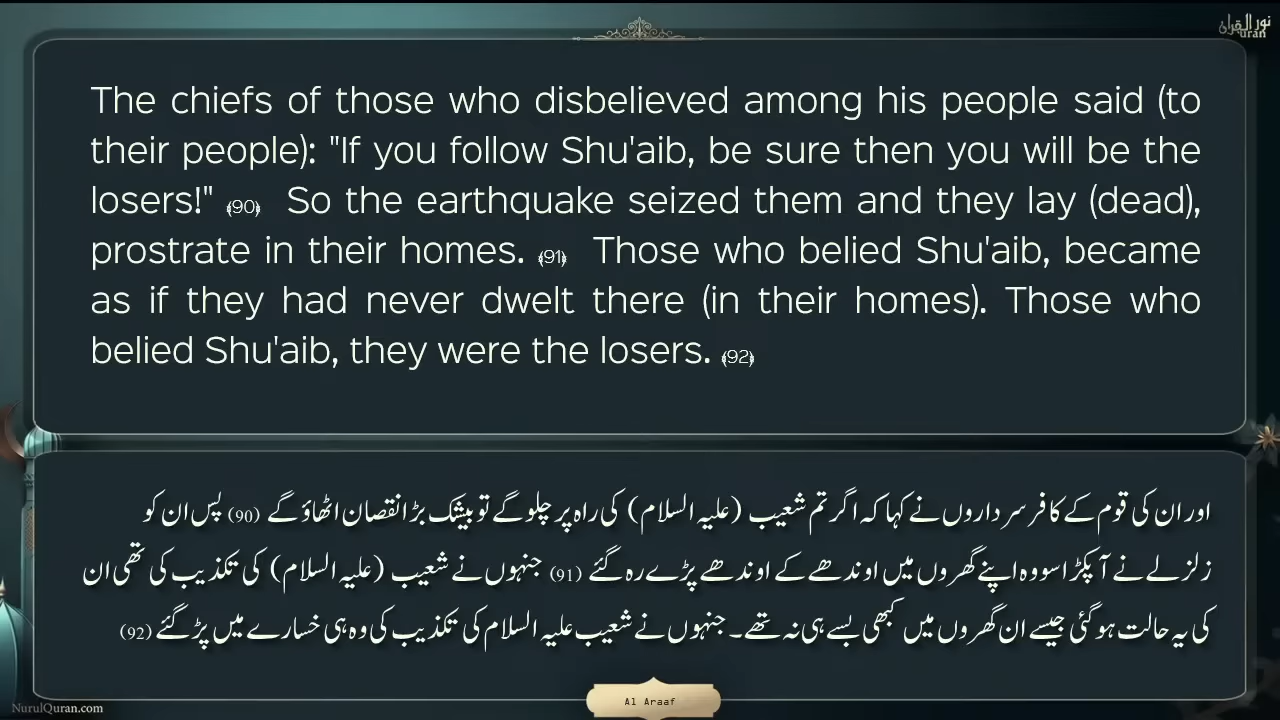 نور القرآن
uran
The chiefs of those who disbelieved among his people said (to
their people): "If you follow Shu'aib, be sure then you will be the
losers!" ﴾90﴿ So the earthquake seized them and they lay (dead),
prostrate in their homes. ﴾91﴿ Those who belied Shu'aib, became
as if they had never dwelt there (in their homes). Those who
belied Shu'aib, they were the losers. ﴾92﴿
اور ان کی قوم کے کافر سرداروں نے کہا کہ اگر تم شعیب (علیہ السلام) کی راہ پر چلو گے تو بیشک بڑا نقصان اٹھاؤ گے (90) پس ان کو
زلزلے نے آپکڑا سو وہ اپنے گھروں میں اوندھے کے اوندھے پڑے رہ گئے (91) جنہوں نے شعیب (علیہ السلام) کی تکذیب کی تھی ان
کی یہ حالت ہوگئی جیسے ان گھروں میں کبھی بسے ہی نہ تھے۔ جنہوں نے شعیب علیہ السلام کی تکذیب کی وہ ہی خسارے میں پڑ گئے (92)
Al Araaf
NurulQuran.com